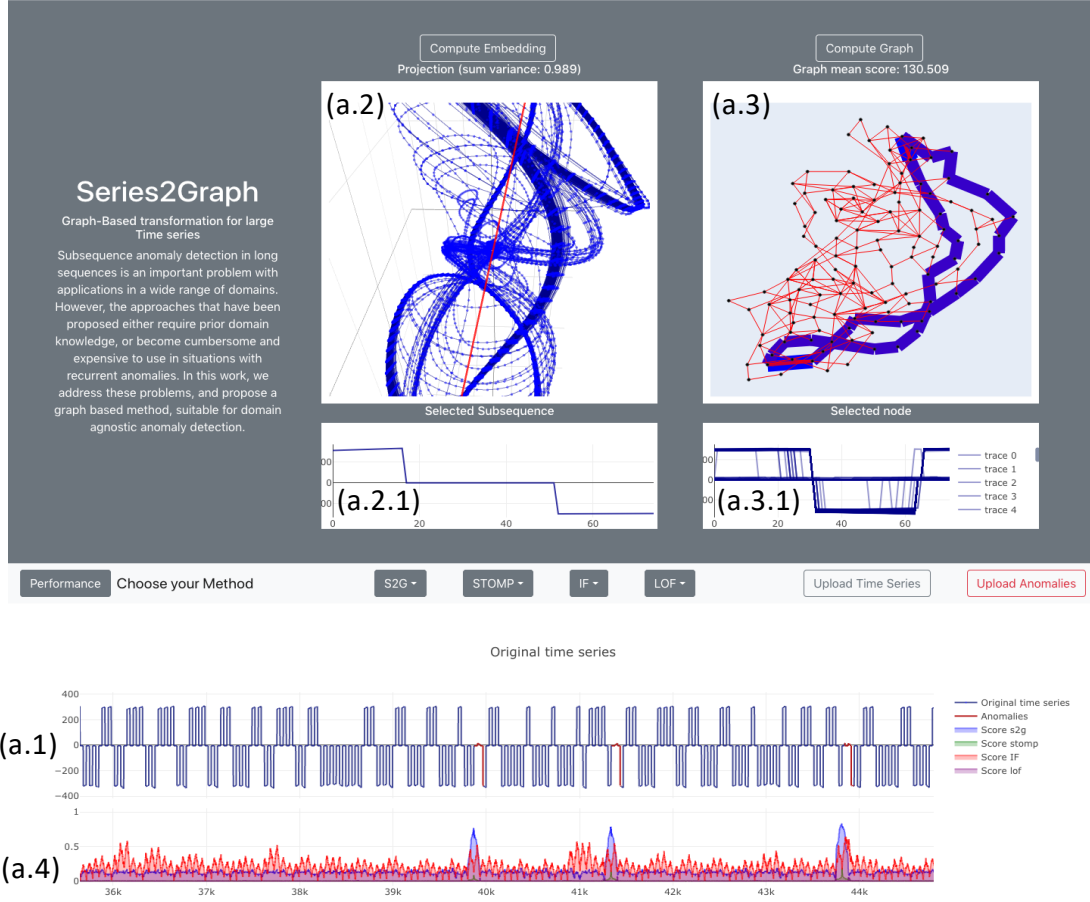 Compute Embedding
Projection (sum variance: 0.989)
Compute Graph
Graph mean score: 130.509
(a.2)
(a.3)
Series2Graph
Graph-Based transformation for large
Time series
Subsequence anomaly detection in long
sequences is an important problem with
applications in a wide range of domains.
However, the approaches that have been
proposed either require prior domain
knowledge, or become cumbersome and
expensive to use in situations with
recurrent anomalies. In this work, we
address these problems, and propose a
graph based method, suitable for domain
agnostic anomaly detection.
Selected Subsequence
Selected node
00
0
00
(a.2.1)
0 20 40 60
00
0
00
(a.3.1)
0 20 40 60
trace 0
trace 1
trace 2
trace 3
trace 4
Performance Choose your Method S2G STOMP IF LOF Upload Time Series Upload Anomalies
Original time series
(a.1)
400
200
0
−200
−400
Original time series
Anomalies
Score s2g
Score stomp
Score IF
Score lof
(a.4)
1
0.5
0
36k 37k 38k 39k 40k 41k 42k 43k 44k